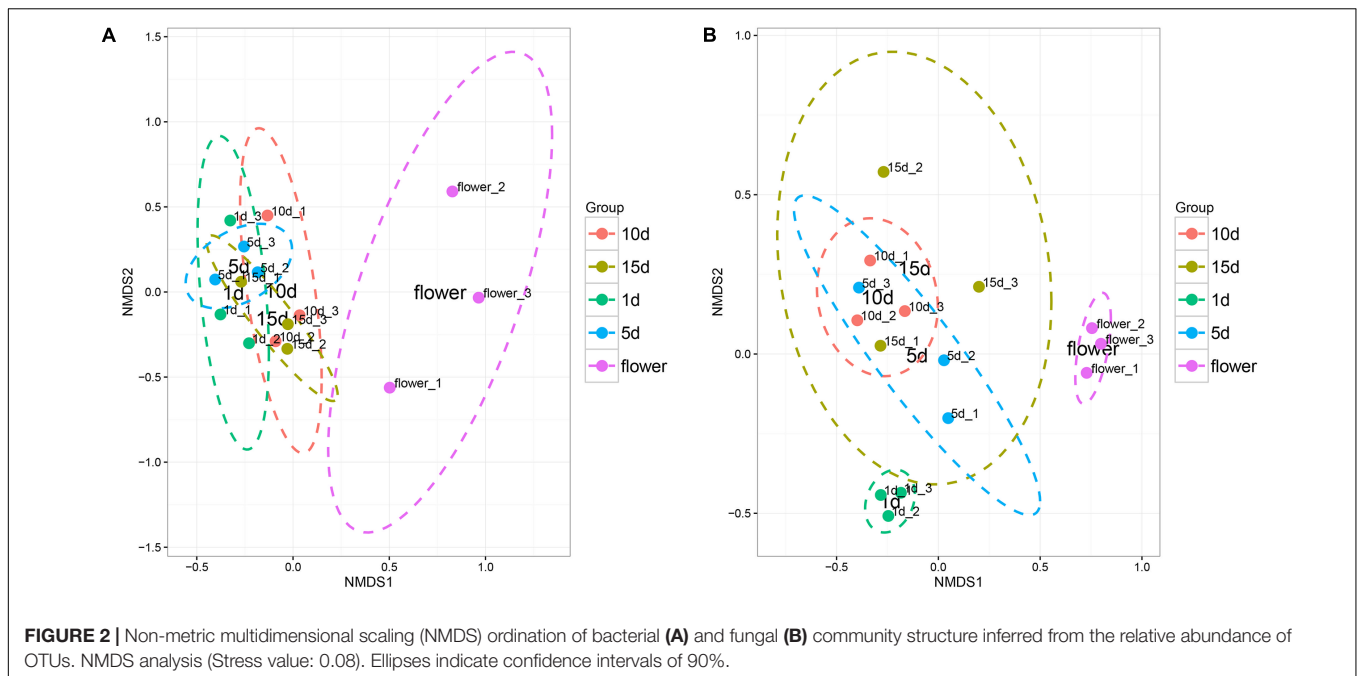 A
1.5
1.0
0.5
0.0
−0.5
−1.0
−1.5
NMDS2
−0.5
0.0
0.5
1.0
NMDS1
flower_2
10d_1
1d_3
5d_3
5d_2
5d
5d_1
15d_1
10d
1d
flower
flower_3
1d_1
10d_3
15d
15d_3
1d_2
10d_2
15d_2
flower_1
Group
10d
15d
1d
5d
flower
B
1.0
0.5
0.0
−0.5
NMDS2
−0.5
0.0
0.5
1.0
NMDS1
15d_2
10d_1
15d
5d_3
15d_3
10d
10d_3
10d_2
flower_2
15d_1
flower_3
5d
flower
5d_2
flower_1
5d_1
1d_3
1d
1d_2
Group
10d
15d
1d
5d
flower
FIGURE 2 | Non-metric multidimensional scaling (NMDS) ordination of bacterial (A) and fungal (B) community structure inferred from the relative abundance of
OTUs. NMDS analysis (Stress value: 0.08). Ellipses indicate confidence intervals of 90%.